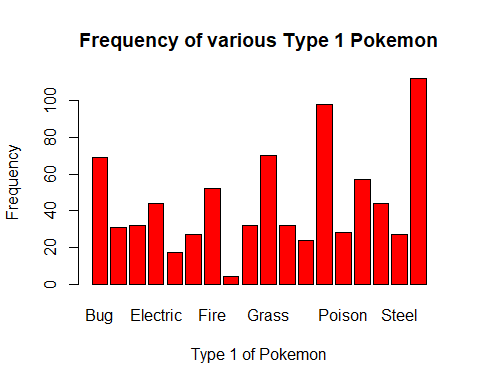 Frequency of various Type 1 Pokemon
Frequency
100
80
60
40
20
0
Bug Electric Fire Grass Poison Steel
Type 1 of Pokemon